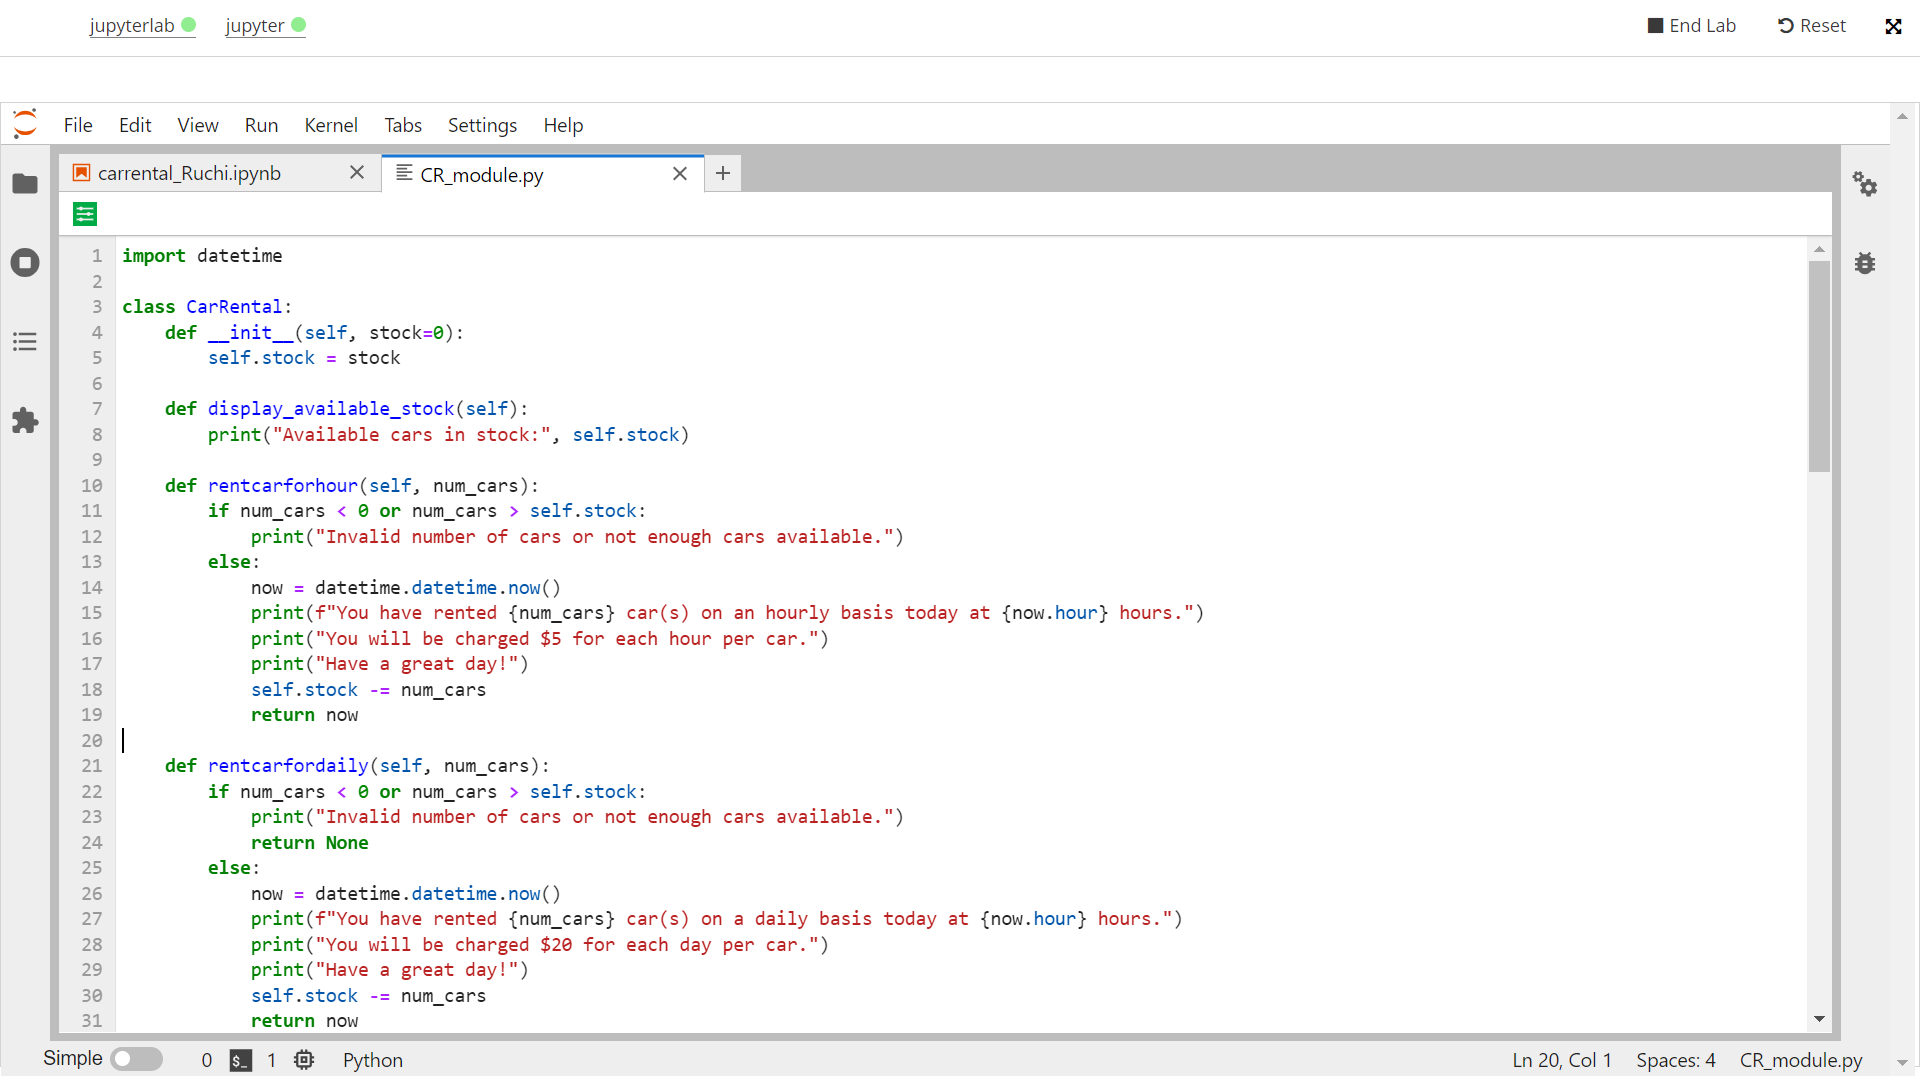 jupyterlab jupyter End Lab Reset
File Edit View Run Kernel Tabs Settings Help
carrental_Ruchi.ipynb CR_module.py
1 import datetime
2
3 class CarRental:
4     def __init__(self, stock=0):
5         self.stock = stock
6
7     def display_available_stock(self):
8         print("Available cars in stock:", self.stock)
9
10     def rentcarforhour(self, num_cars):
11         if num_cars < 0 or num_cars > self.stock:
12             print("Invalid number of cars or not enough cars available.")
13         else:
14             now = datetime.datetime.now()
15             print(f"You have rented {num_cars} car(s) on an hourly basis today at {now.hour} hours.")
16             print("You will be charged $5 for each hour per car.")
17             print("Have a great day!")
18             self.stock -= num_cars
19             return now
20
21     def rentcarfordaily(self, num_cars):
22         if num_cars < 0 or num_cars > self.stock:
23             print("Invalid number of cars or not enough cars available.")
24             return None
25         else:
26             now = datetime.datetime.now()
27             print(f"You have rented {num_cars} car(s) on a daily basis today at {now.hour} hours.")
28             print("You will be charged $20 for each day per car.")
29             print("Have a great day!")
30             self.stock -= num_cars
31             return now
Simple 0 $_ 1 Python Ln 20, Col 1 Spaces: 4 CR_module.py